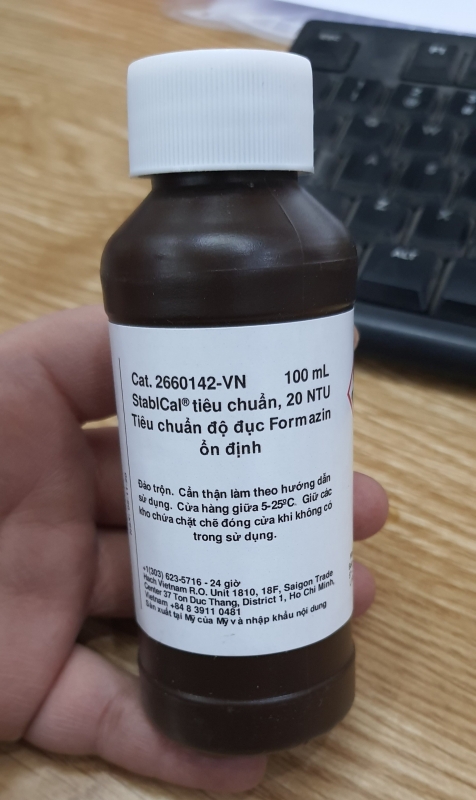 Cat. 2660142-VN 100 mL
StablCal® tiêu chuẩn, 20 NTU
Tiêu chuẩn độ đục Formazin
ổn định
Đảo trộn. Cẩn thận làm theo hướng dẫn
sử dụng. Cửa hàng giữa 5-25ºC. Giữ các
kho chứa chặt chẽ đóng cửa khi không có
trong sử dụng.
+1(303) 623-5716 - 24 giờ
Hach Vietnam R.O. Unit 1810, 18F, Saigon Trade
Center 37 Ton Duc Thang, District 1, Ho Chi Minh,
Vietnam +84 8 3911 0481
Sản xuất tại Mỹ của Mỹ và nhập khẩu nội dung